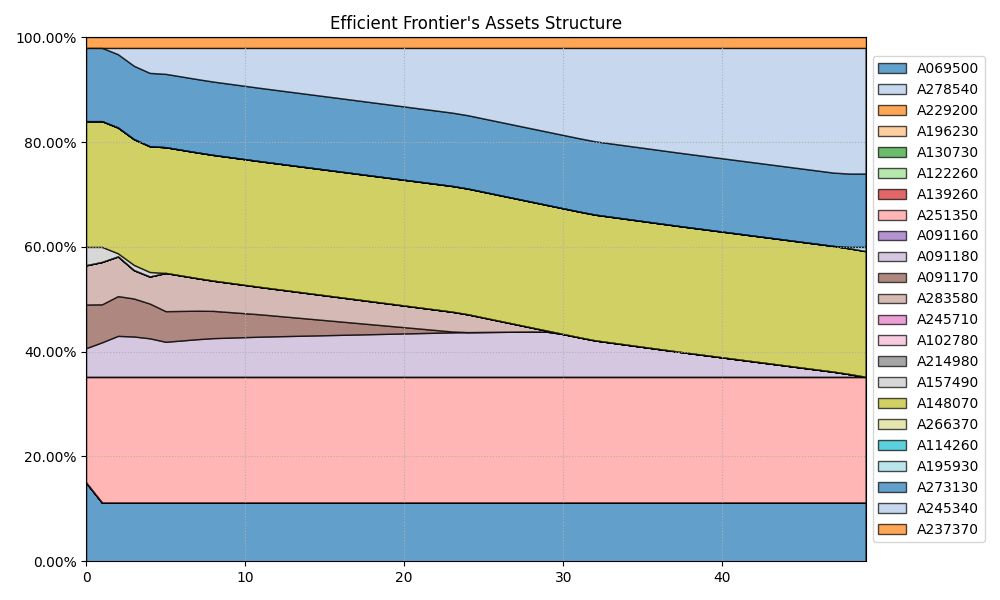 Efficient Frontier's Assets Structure
100.00%
80.00%
60.00%
40.00%
20.00%
0.00%
0
10
20
30
40
A069500
A278540
A229200
A196230
A130730
A122260
A139260
A251350
A091160
A091180
A091170
A283580
A245710
A102780
A214980
A157490
A148070
A266370
A114260
A195930
A273130
A245340
A237370